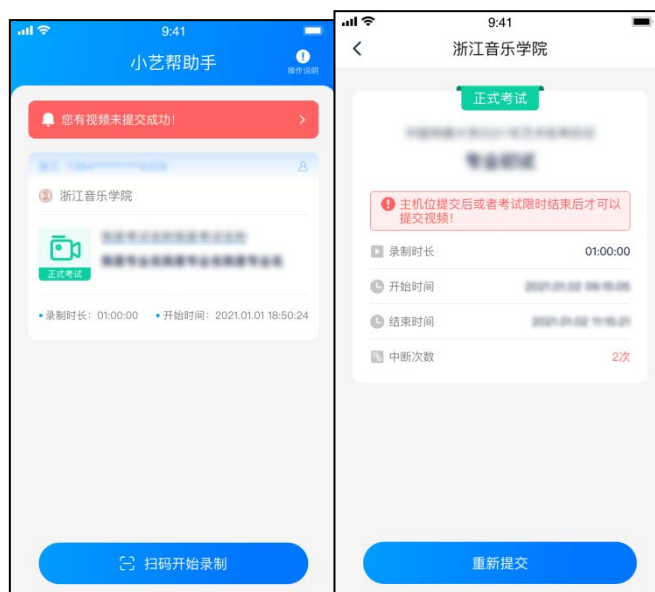 9:41
小艺帮助手
操作说明
您有视频未提交成功!
浙江音乐学院
正式考试
录制时长：01:00:00
开始时间：2021.01.01 18:50:24
扫码开始录制
9:41
浙江音乐学院
正式考试
主机位提交后或者考试限时结束后才可以
提交视频!
录制时长 01:00:00
开始时间
结束时间
中断次数 2次
重新提交